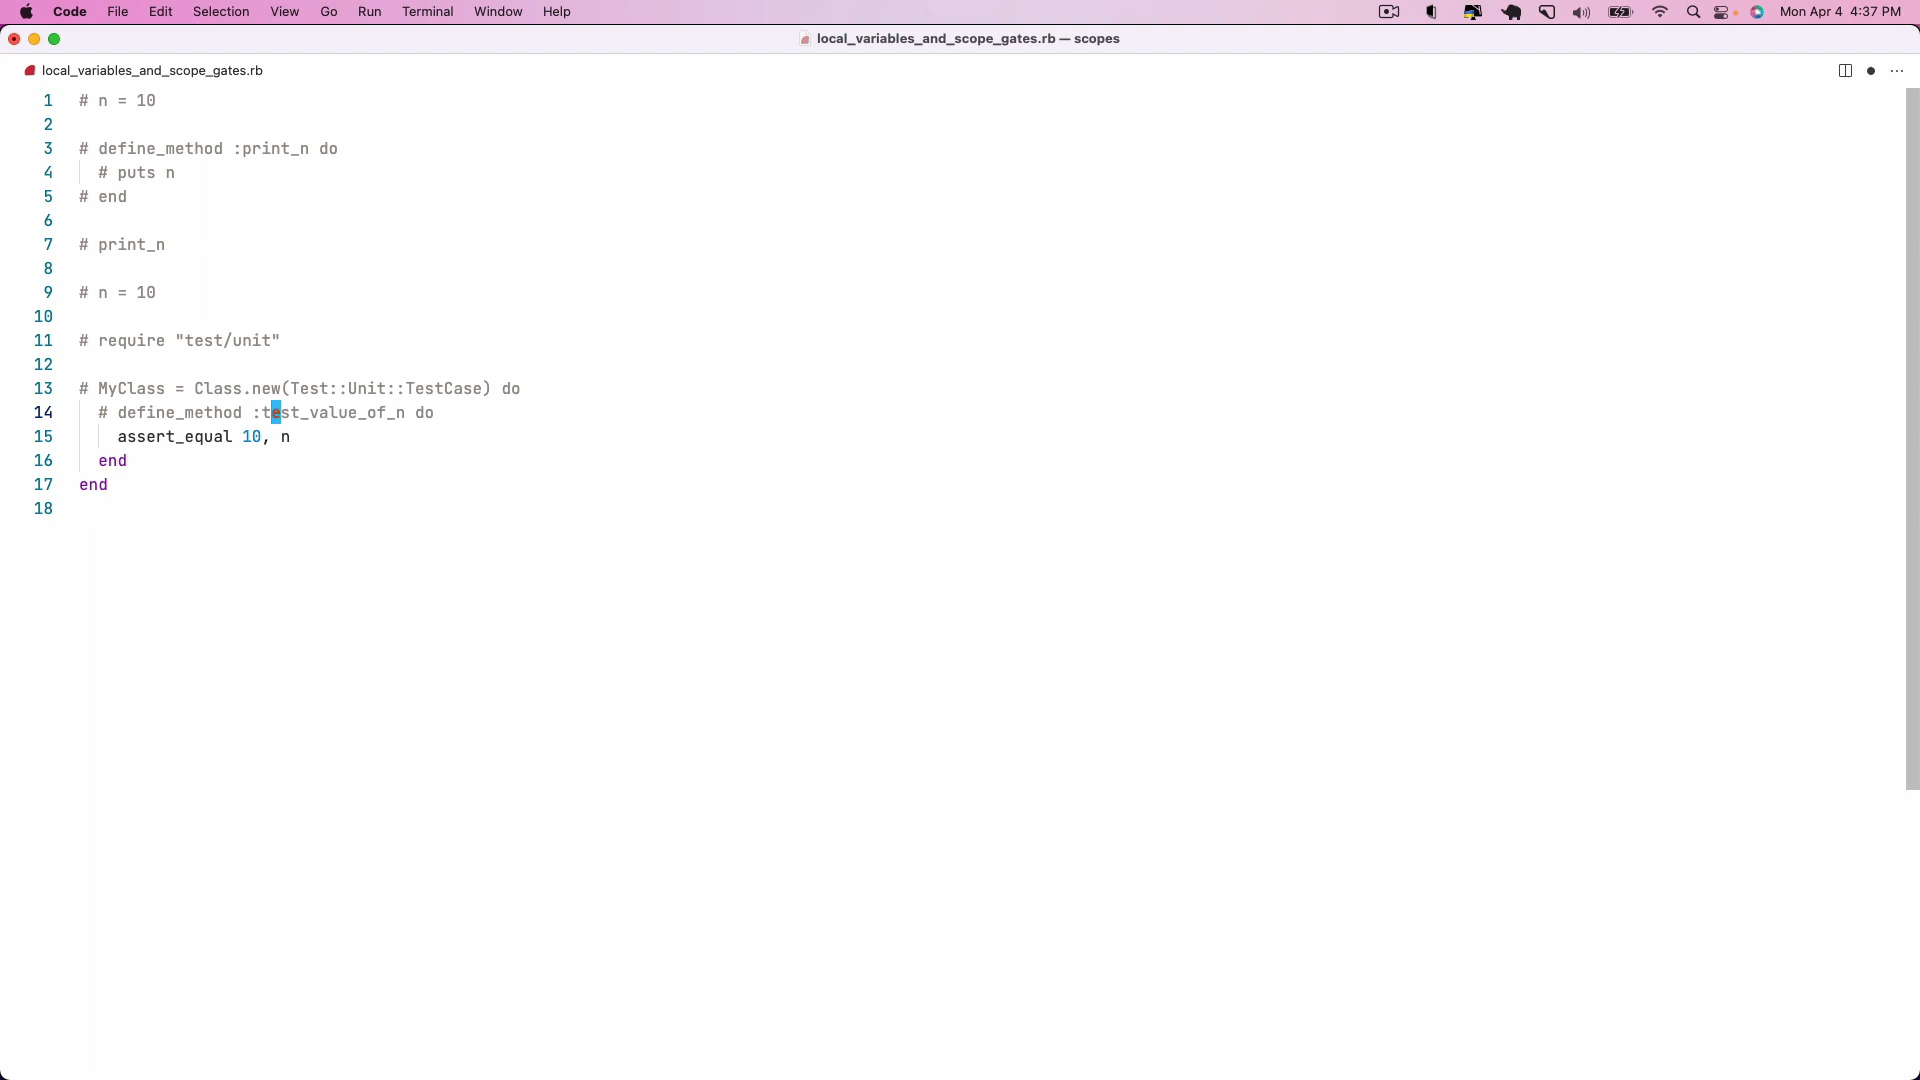 Code File Edit Selection View Go Run Terminal Window Help Mon Apr 4 4:37 PM
local_variables_and_scope_gates.rb — scopes
local_variables_and_scope_gates.rb
1 # n = 10
2
3 # define_method :print_n do
4 # puts n
5 # end
6
7 # print_n
8
9 # n = 10
10
11 # require "test/unit"
12
13 # MyClass = Class.new(Test::Unit::TestCase) do
14 # define_method :test_value_of_n do
15 assert_equal 10, n
16 end
17 end
18